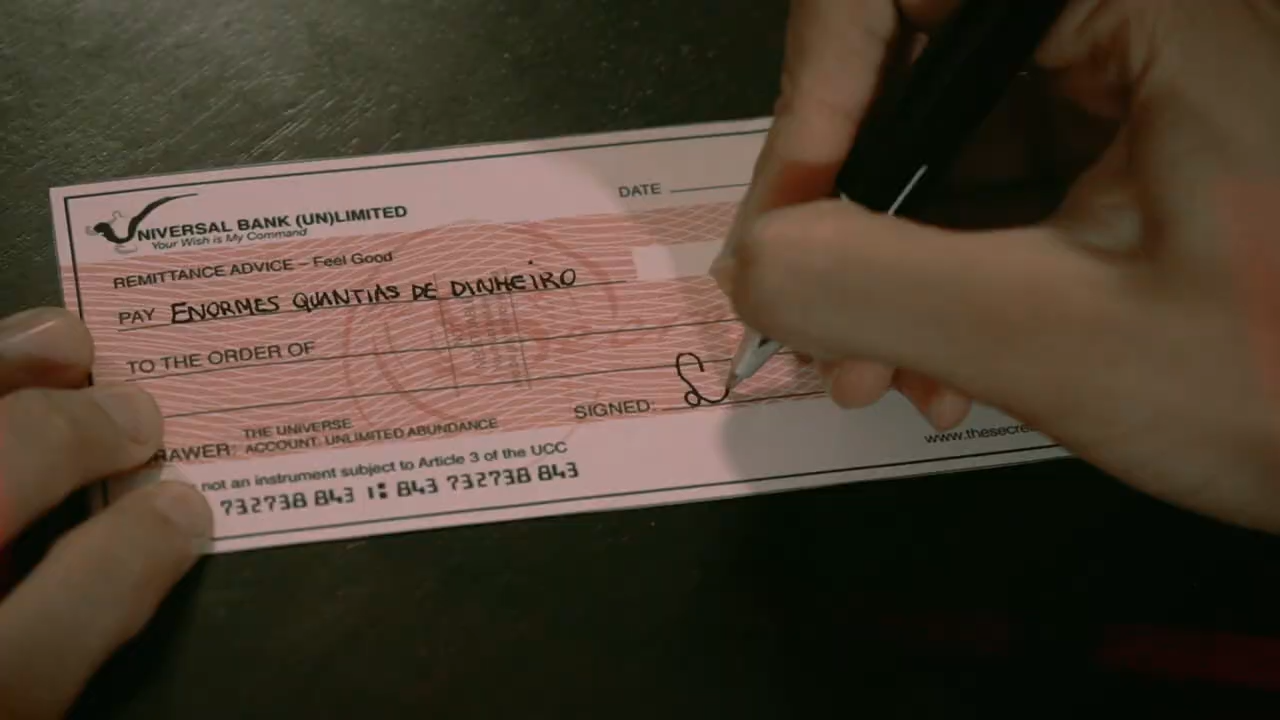 UNIVERSAL BANK (UN)LIMITED
Your Wish is My Command
DATE
REMITTANCE ADVICE – Feel Good
PAY ENORMES QUANTIAS DE DINHEIRO
TO THE ORDER OF
SIGNED:
RAWER: THE UNIVERSE
ACCOUNT: UNLIMITED ABUNDANCE
not an instrument subject to Article 3 of the UCC
www.thesecre
732738 843 843 732738 843